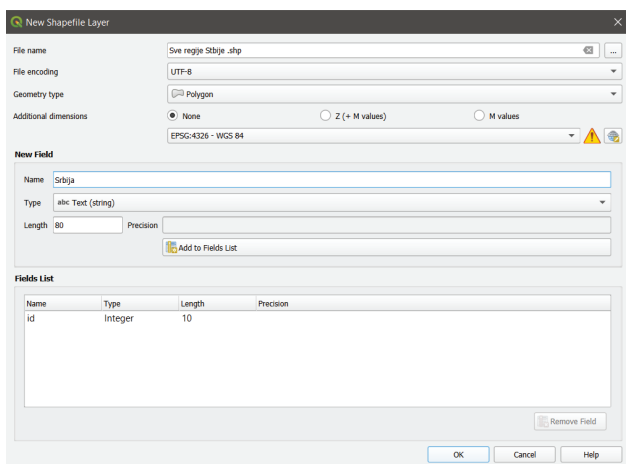 New Shapefile Layer
File name Sve regije Stbije .shp ...
File encoding UTF-8
Geometry type Polygon
Additional dimensions None Z (+ M values) M values
EPSG:4326 - WGS 84
New Field
Name Srbija
Type abc Text (string)
Length 80 Precision
Add to Fields List
Fields List
Name Type Length Precision
id Integer 10
Remove Field
OK Cancel Help